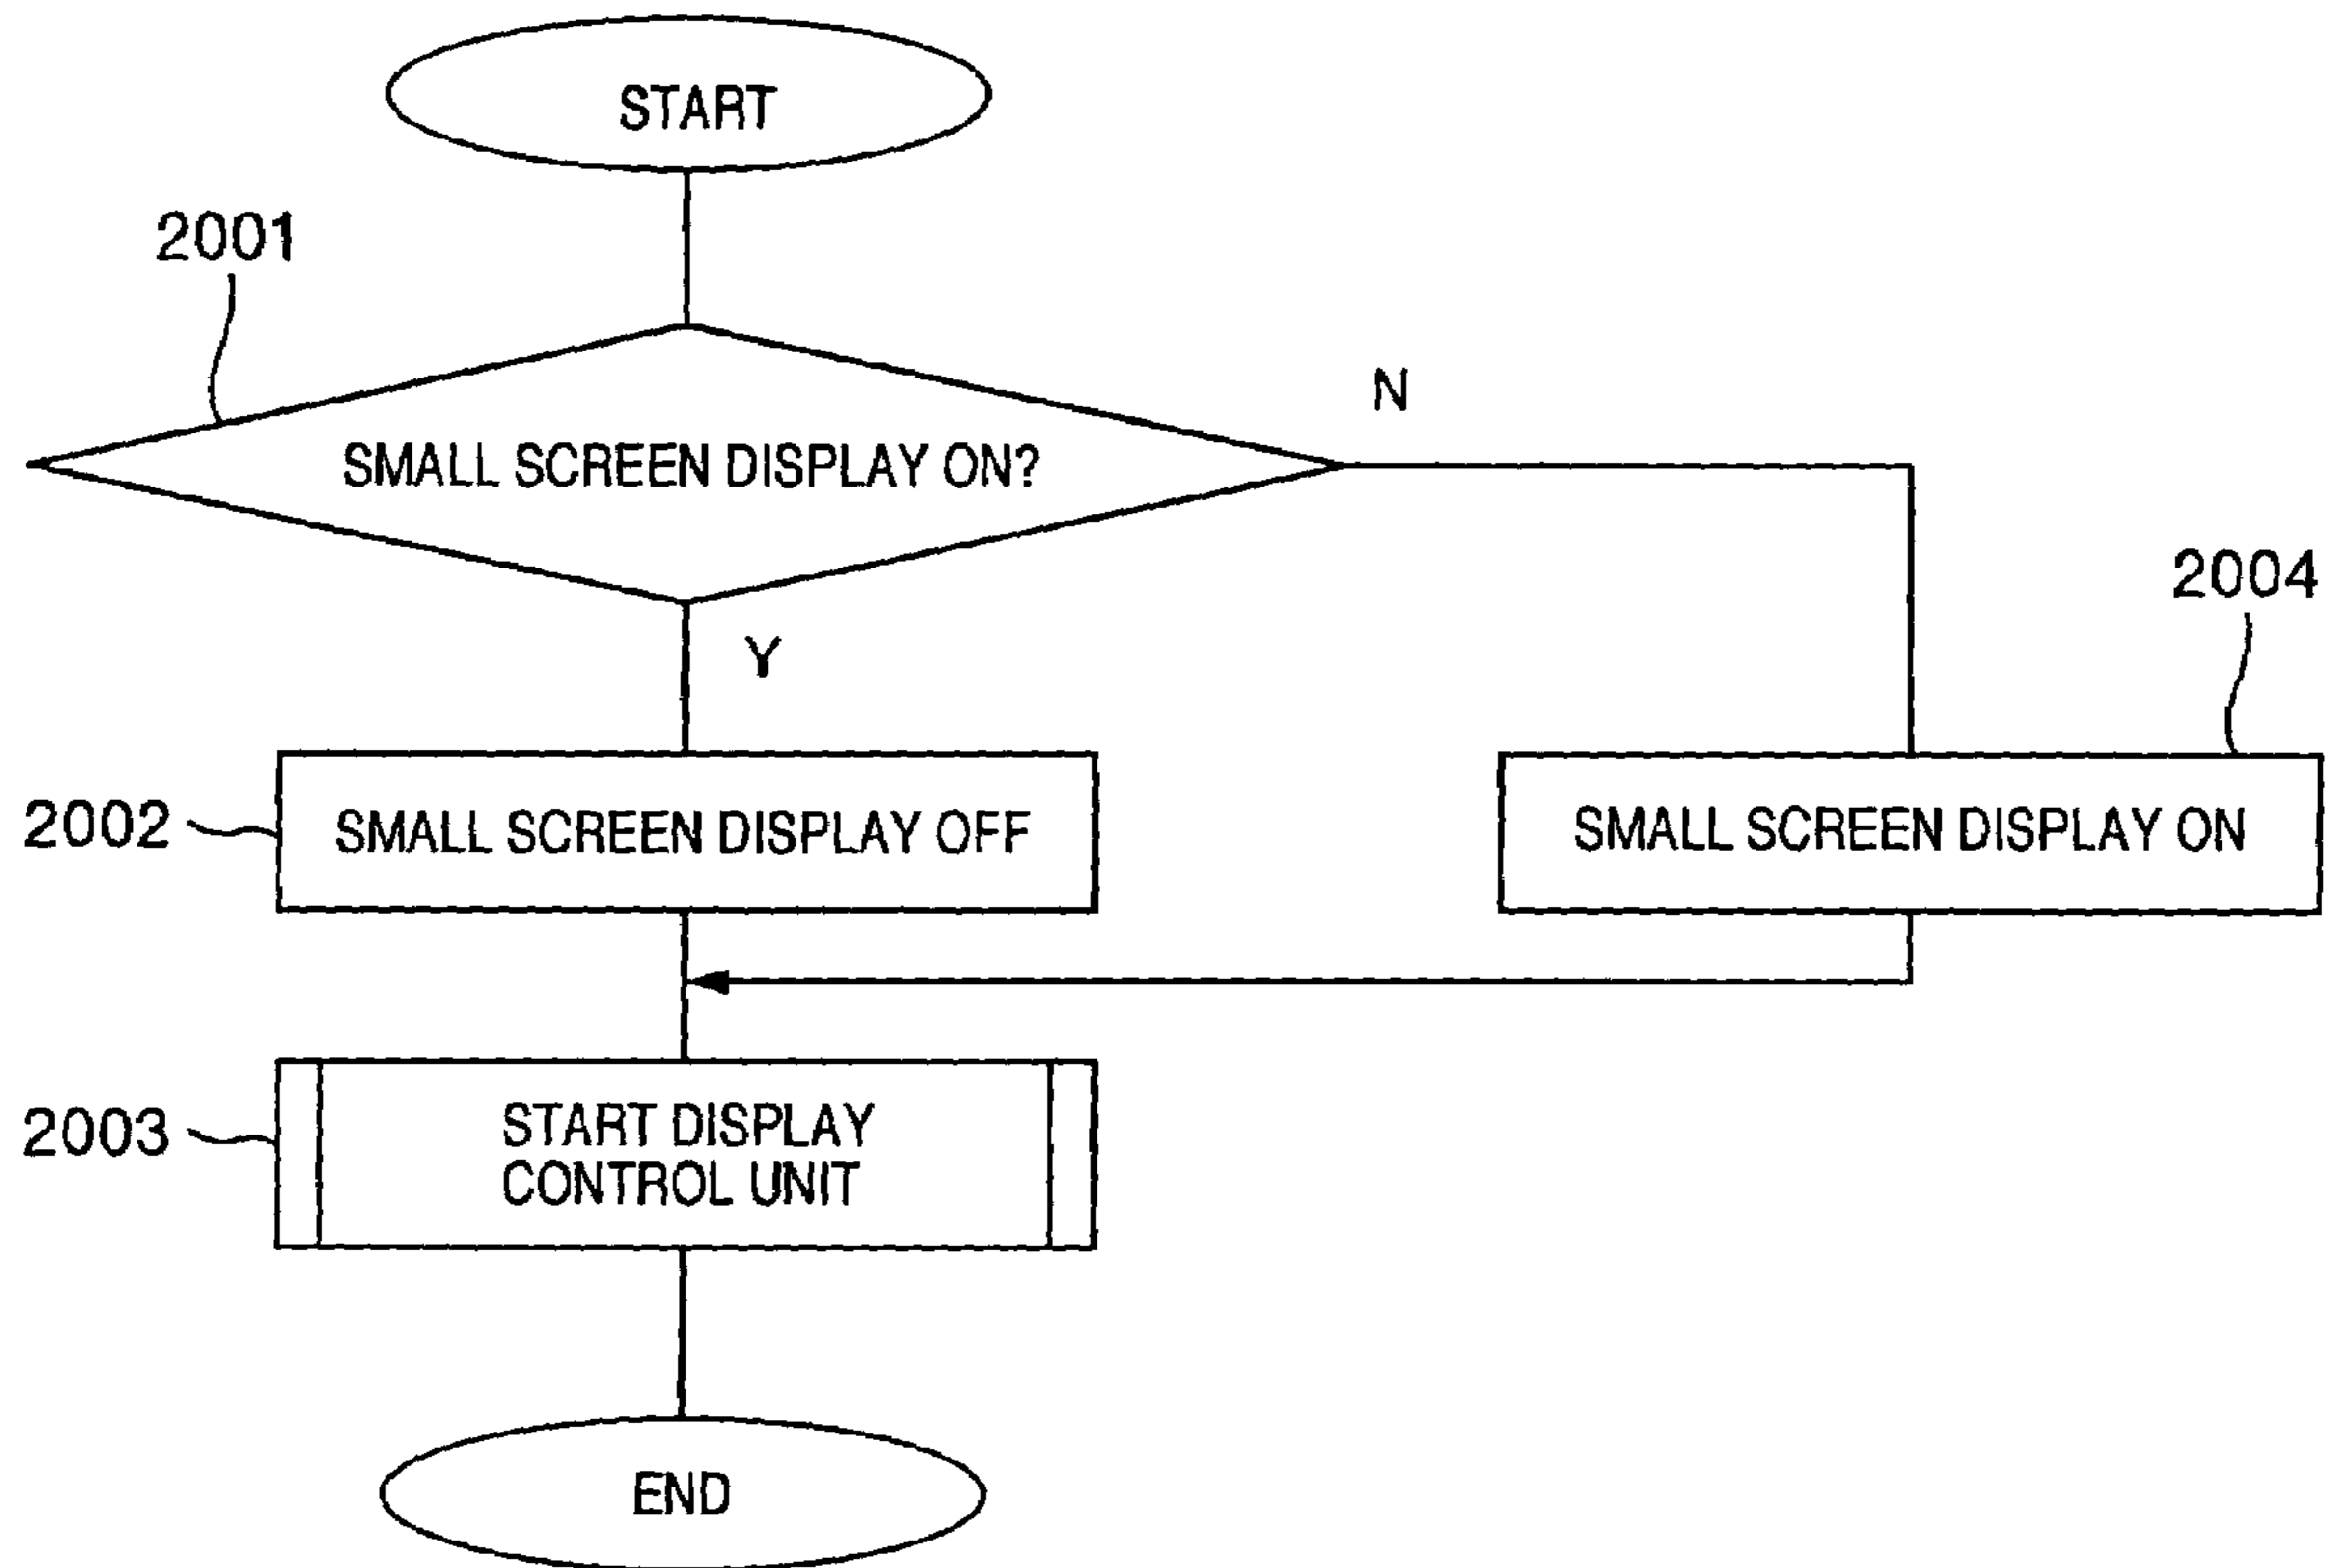 START
2001
SMALL SCREEN DISPLAY ON?
N
Y
2004
2002
SMALL SCREEN DISPLAY OFF
SMALL SCREEN DISPLAY ON
2003
START DISPLAY
CONTROL UNIT
END